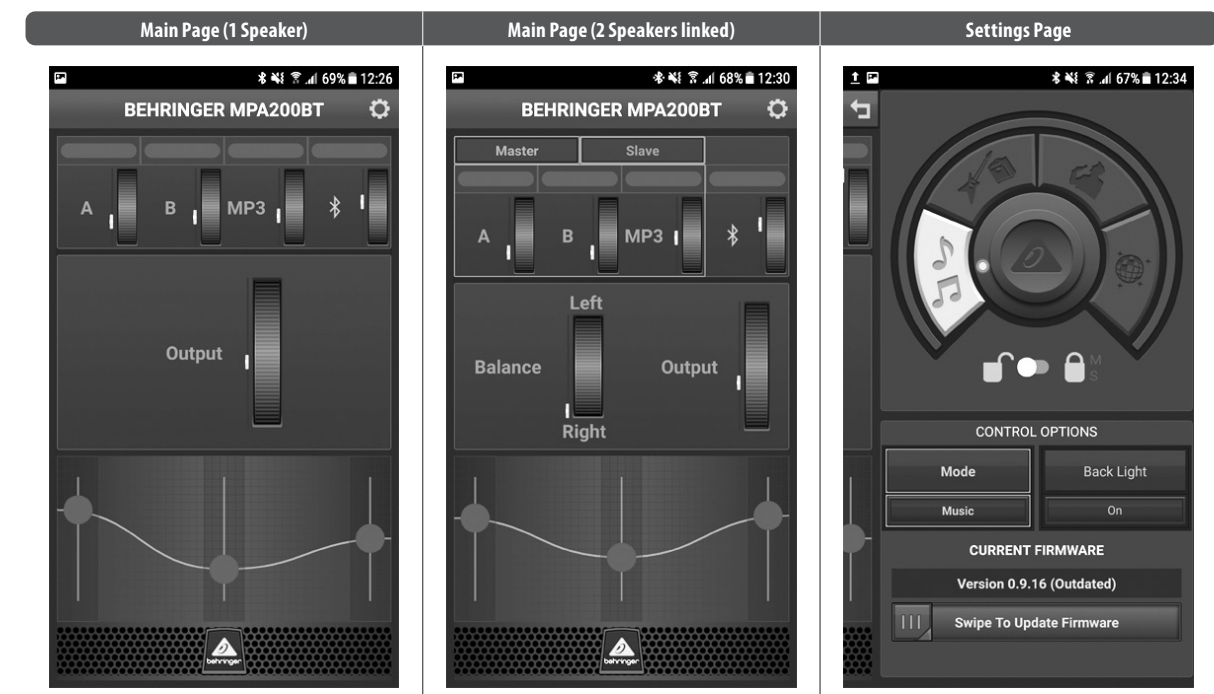 Main Page (1 Speaker)
Main Page (2 Speakers linked)
Settings Page
69% 12:26
BEHRINGER MPA200BT
A
B
MP3
Output
behringer
68% 12:30
BEHRINGER MPA200BT
Master
Slave
A
B
MP3
Left
Balance
Output
Right
behringer
67% 12:34
M
S
CONTROL OPTIONS
Mode
Back Light
Music
On
CURRENT FIRMWARE
Version 0.9.16 (Outdated)
Swipe To Update Firmware